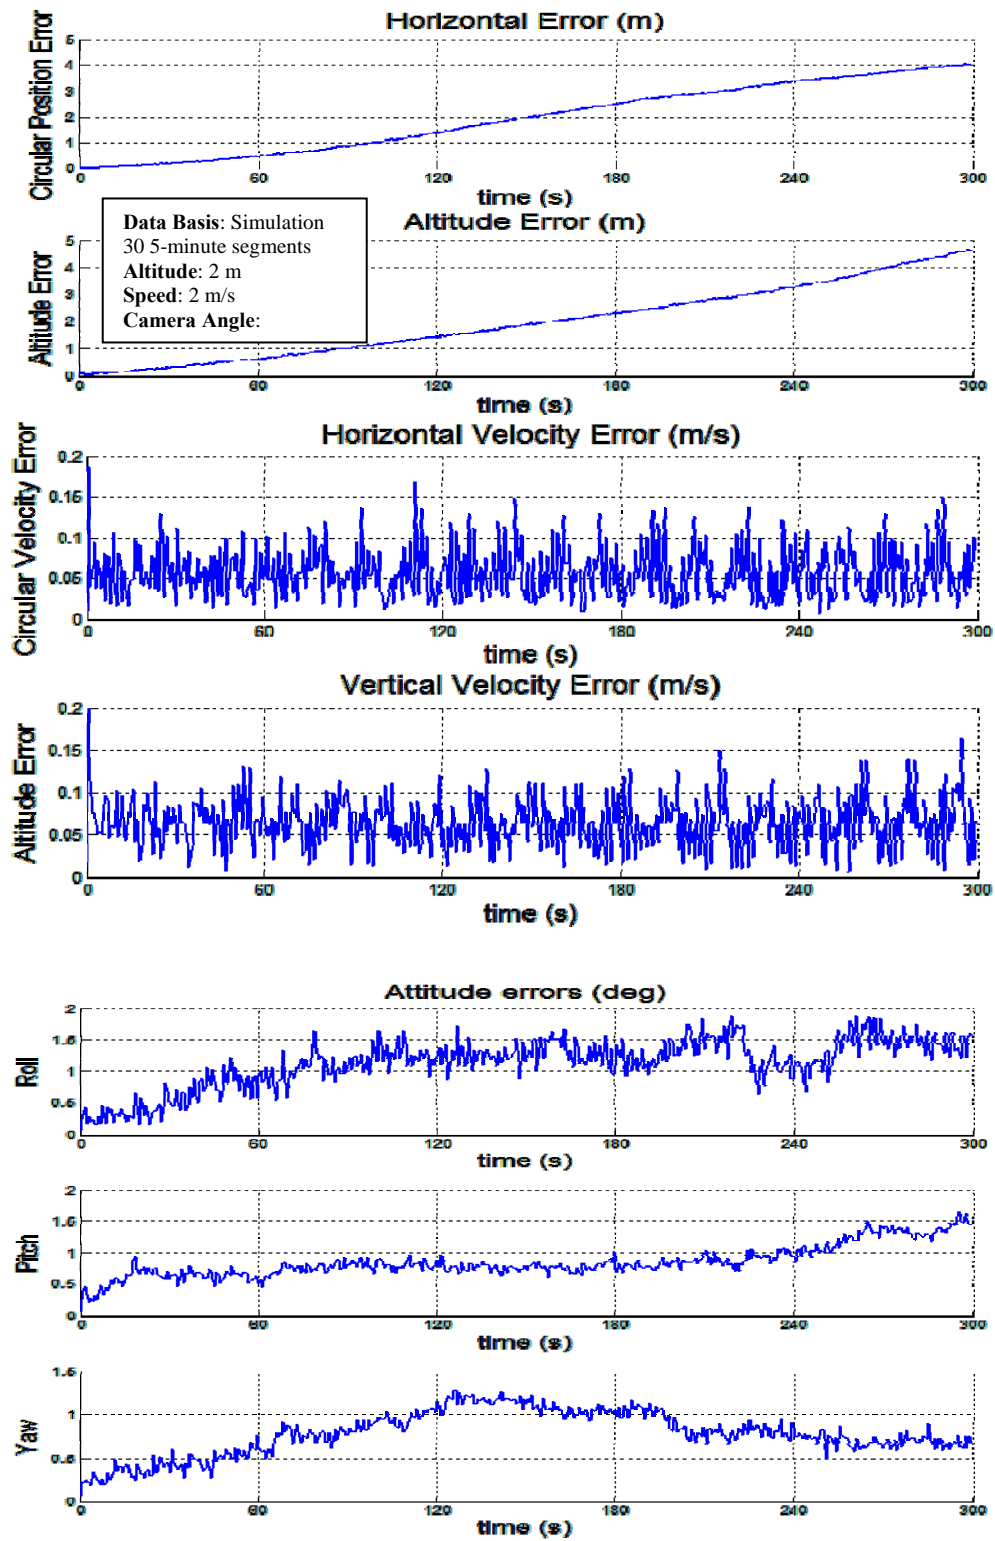 Horizontal Error (m)
Circular Position Error
5
4
3
2
1
0
0 60 120 180 240 300
time (s)
Data Basis: Simulation
30 5-minute segments
Altitude: 2 m
Speed: 2 m/s
Camera Angle:
Altitude Error (m)
Altitude Error
5
4
3
2
1
0
0 60 120 180 240 300
time (s)
Horizontal Velocity Error (m/s)
Circular Velocity Error
0.2
0.15
0.1
0.05
0
0 60 120 180 240 300
time (s)
Vertical Velocity Error (m/s)
Altitude Error
0.2
0.15
0.1
0.05
0
0 60 120 180 240 300
time (s)
Attitude errors (deg)
Roll
2
1.5
1
0.5
0
0 60 120 180 240 300
time (s)
Pitch
2
1.5
1
0.5
0
0 60 120 180 240 300
time (s)
Yaw
1.5
1
0.5
0
0 60 120 180 240 300
time (s)